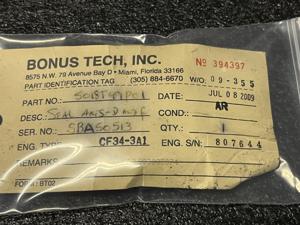 BONUS TECH, INC.
8575 N.W. 79 Avenue Bay D • Miami, Florida 33166
PART IDENTIFICATION TAG (305) 884-6670
No 394397
W/O: 09-355
PART NO.:
DATE: JUL 08 2009
DESC.: Seal
COND.: AR
SER. NO.: SBAS0513
QTY.: 1
ENG. TYPE: CF34-3A1
ENG. S/N: 807644
REMARKS:
FORM: BT02